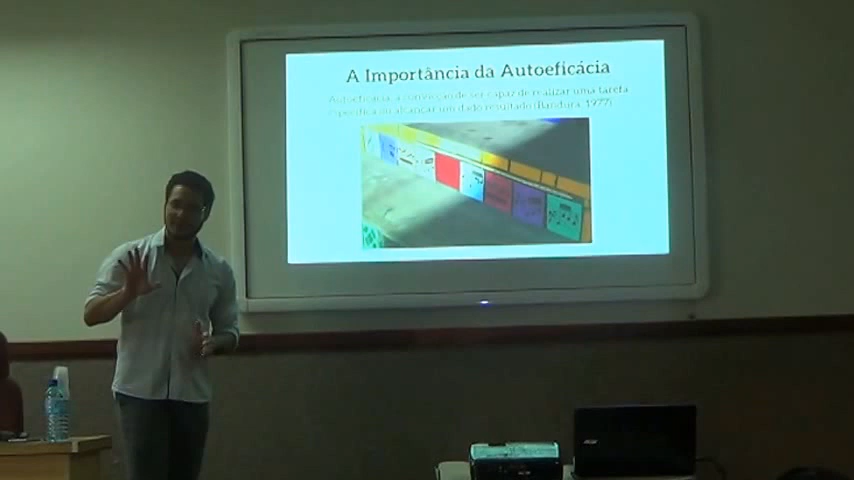 A Importância da Autoeficácia
Autoeficácia: a convicção de ser capaz de realizar uma tarefa
específica ou alcançar um dado resultado (Bandura, 1977)
acer